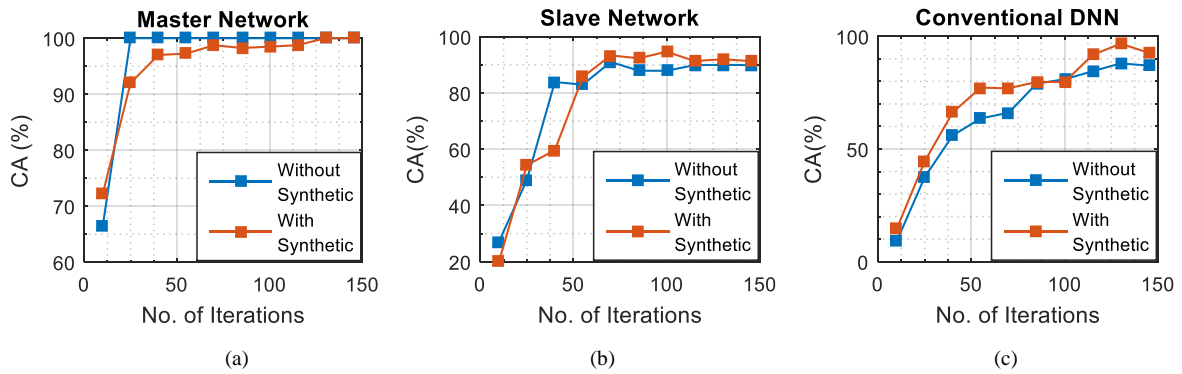 Master Network
CA (%)
100
90
80
70
60
0
50
100
150
No. of Iterations
Without
Synthetic
With
Synthetic
(a)
Slave Network
CA(%)
100
80
60
40
20
0
50
100
150
No. of Iterations
Without
Synthetic
With
Synthetic
(b)
Conventional DNN
CA(%)
100
50
0
0
50
100
150
No. of Iterations
Without
Synthetic
With
Synthetic
(c)